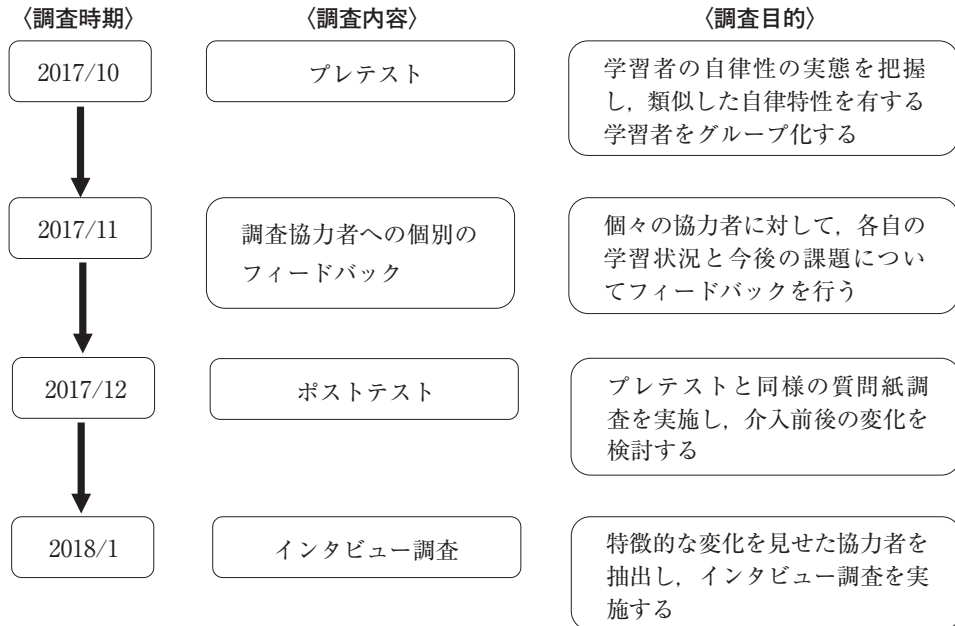 〈調査時期〉
〈調査内容〉
〈調査目的〉
2017/10
プレテスト
学習者の自律性の実態を把握
し，類似した自律特性を有する
学習者をグループ化する
2017/11
調査協力者への個別の
フィードバック
個々の協力者に対して，各自の
学習状況と今後の課題につい
てフィードバックを行う
2017/12
ポストテスト
プレテストと同様の質問紙調
査を実施し，介入前後の変化を
検討する
2018/1
インタビュー調査
特徴的な変化を見せた協力者を
抽出し，インタビュー調査を実
施する